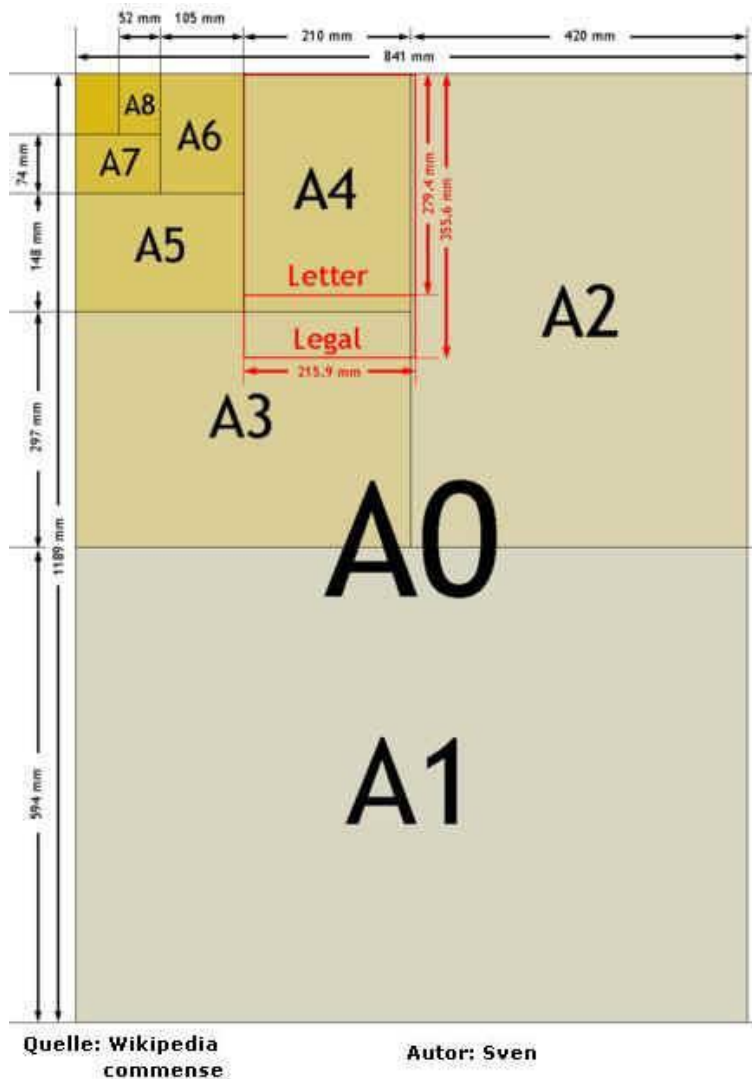 52 mm 105 mm 210 mm 420 mm
841 mm
A8
A6
A7
74 mm
A4
279.4 mm
355.6 mm
A5
148 mm
Letter
A2
Legal
215.9 mm
A3
297 mm
A0
1189 mm
A1
594 mm
Quelle: Wikipedia
commense
Autor: Sven